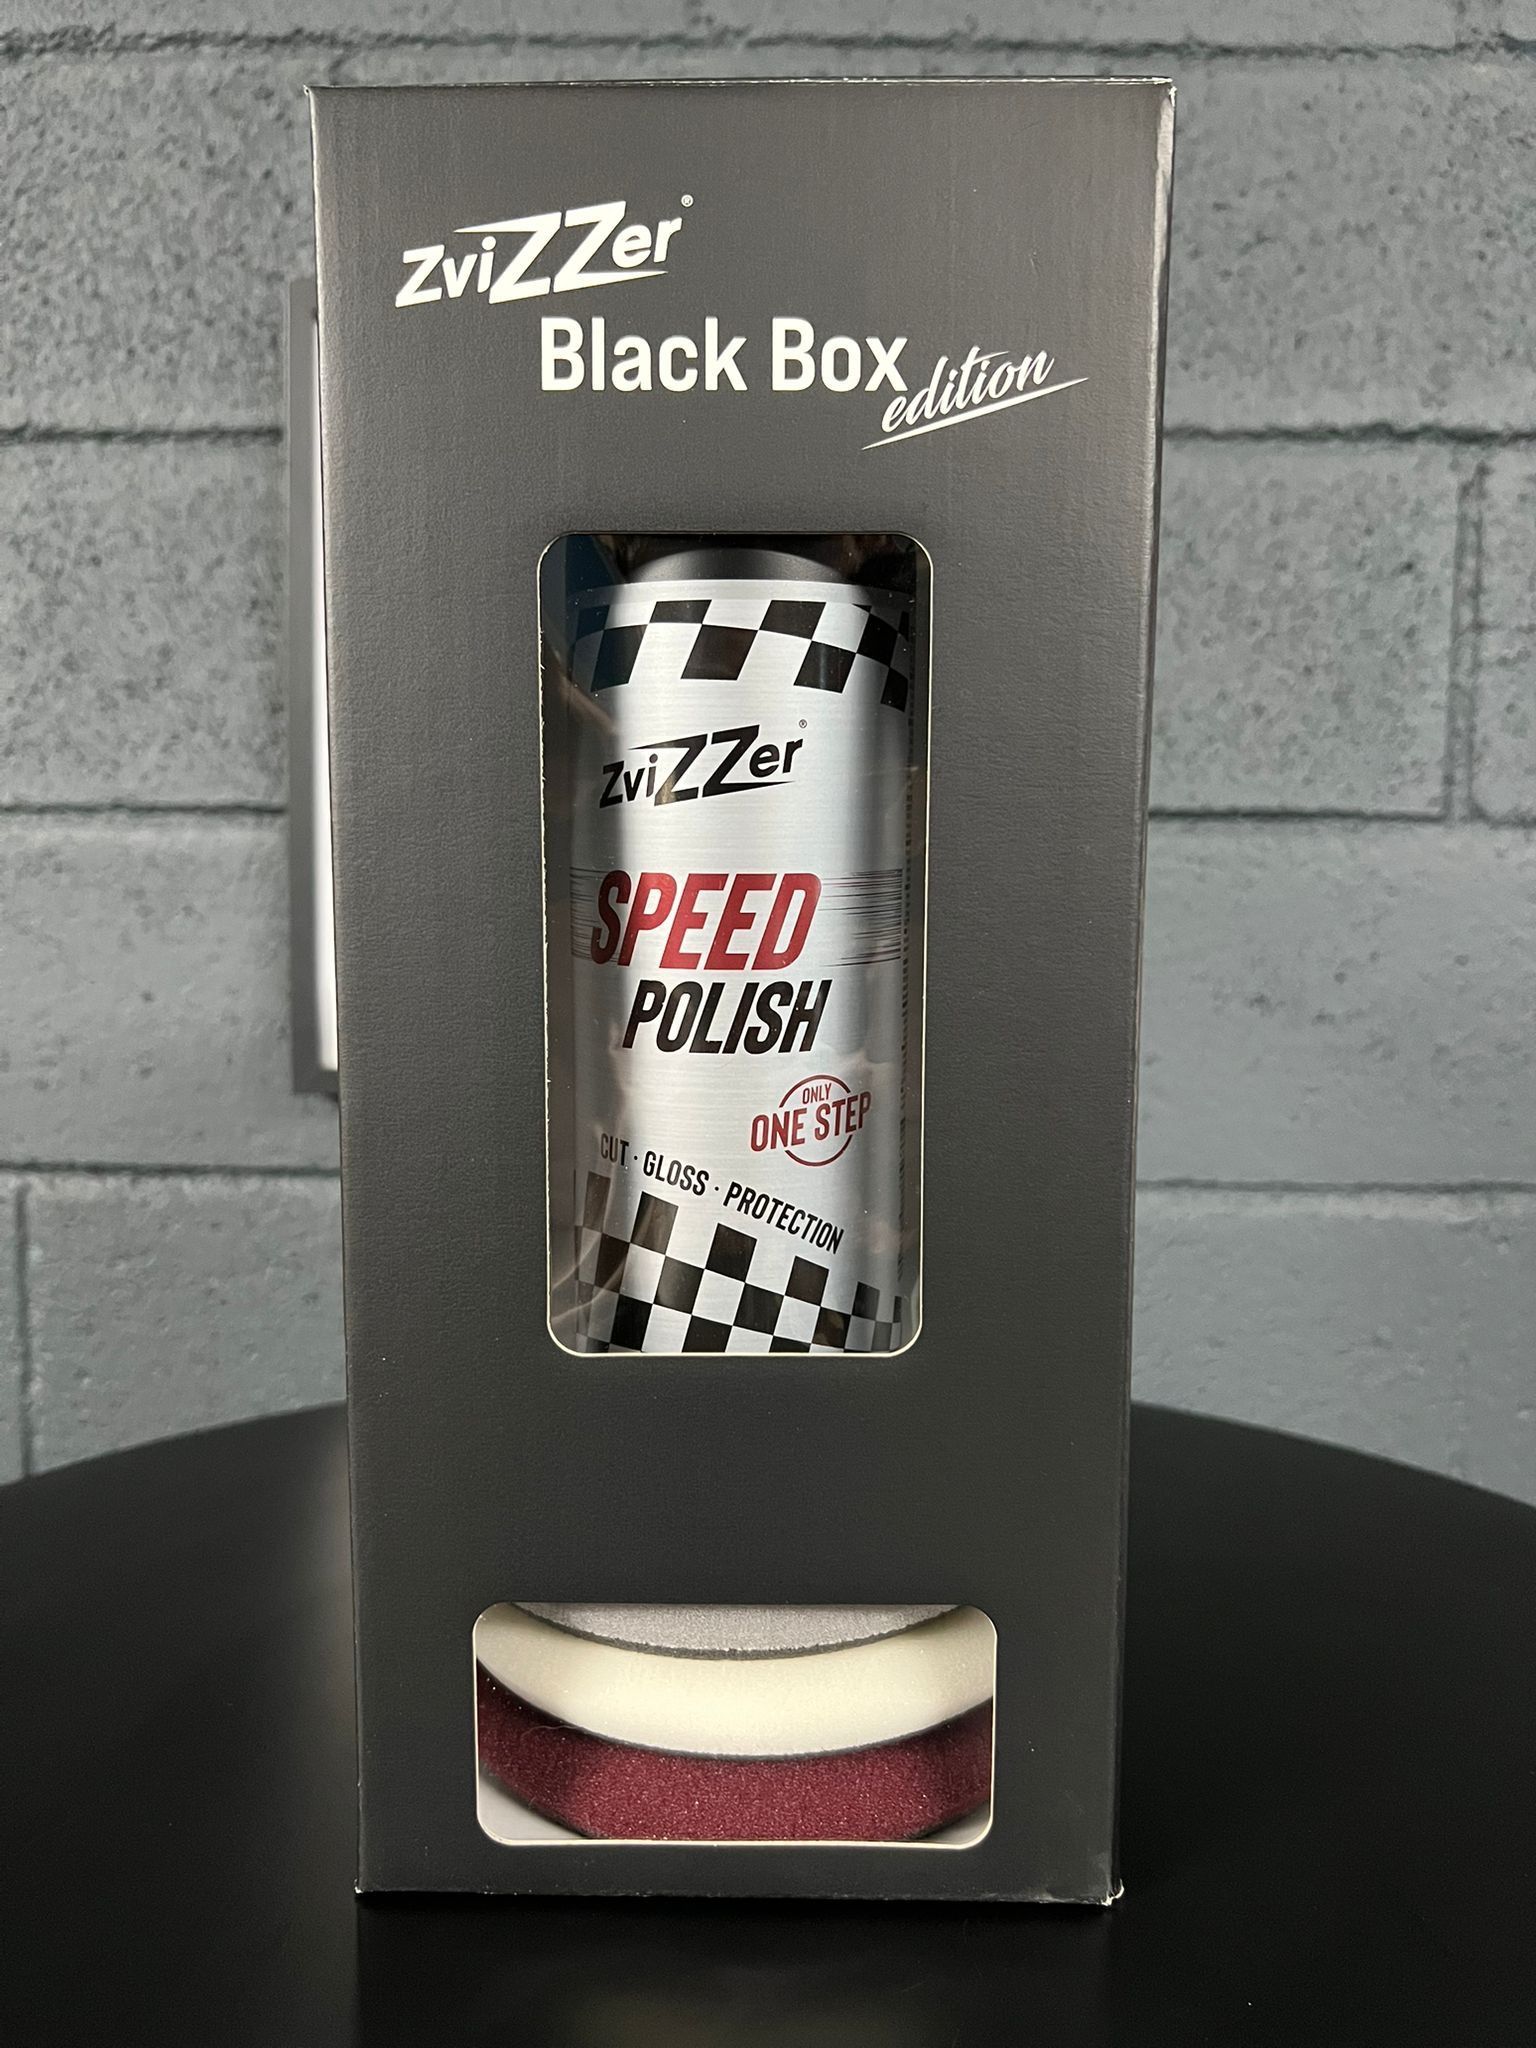 ZviZZer®
Black Box
edition
ZviZZer®
SPEED
POLISH
ONLY
ONE STEP
CUT · GLOSS · PROTECTION